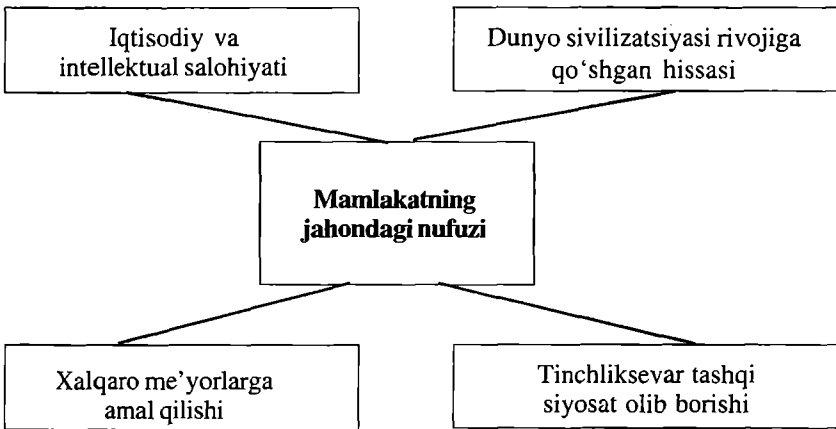 Iqtisodiy va
intellektual salohiyati
Dunyo sivilizatsiyasi rivojiga
qo‘shgan hissasi
Mamlakatning
jahondagi nufuzi
Xalqaro me’yorlarga
amal qilishi
Tinchliksevar tashqi
siyosat olib borishi